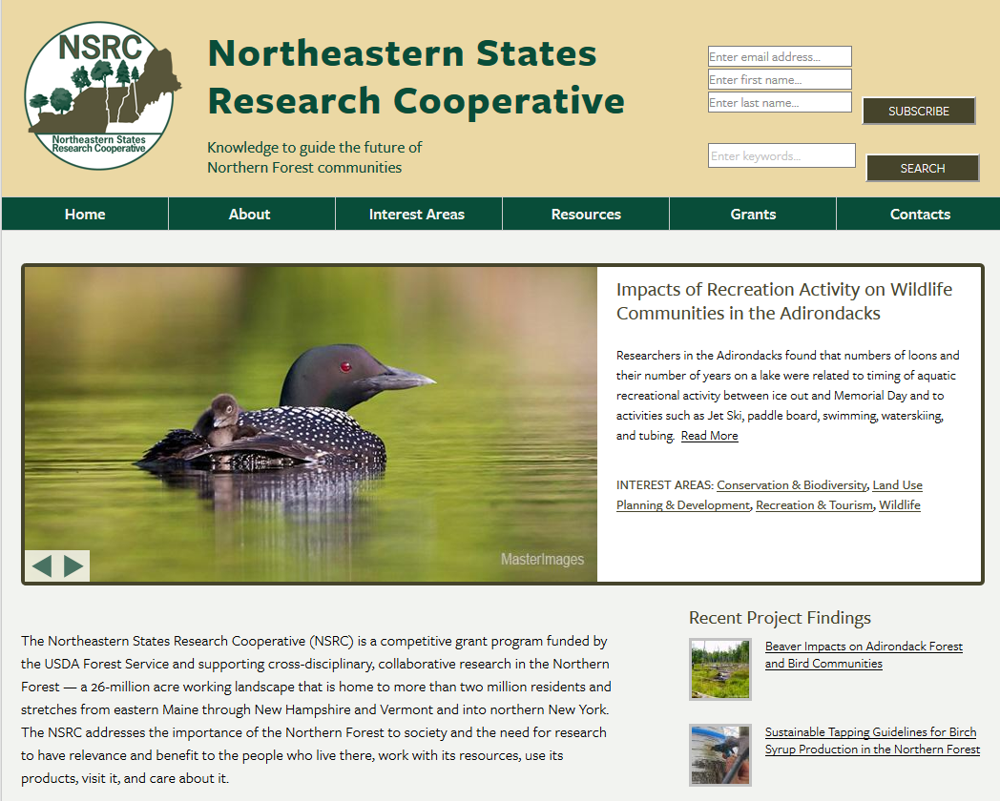 NSRC
Northeastern States
Research Cooperative
Northeastern States
Research Cooperative
Knowledge to guide the future of
Northern Forest communities
Enter email address...
Enter first name...
Enter last name...
SUBSCRIBE
Enter keywords...
SEARCH
Home
About
Interest Areas
Resources
Grants
Contacts
MasterImages
Impacts of Recreation Activity on Wildlife
Communities in the Adirondacks
Researchers in the Adirondacks found that numbers of loons and
their number of years on a lake were related to timing of aquatic
recreational activity between ice out and Memorial Day and to
activities such as Jet Ski, paddle board, swimming, waterskiing,
and tubing. Read More
INTEREST AREAS: Conservation & Biodiversity, Land Use
Planning & Development, Recreation & Tourism, Wildlife
The Northeastern States Research Cooperative (NSRC) is a competitive grant program funded by
the USDA Forest Service and supporting cross-disciplinary, collaborative research in the Northern
Forest — a 26-million acre working landscape that is home to more than two million residents and
stretches from eastern Maine through New Hampshire and Vermont and into northern New York.
The NSRC addresses the importance of the Northern Forest to society and the need for research
to have relevance and benefit to the people who live there, work with its resources, use its
products, visit it, and care about it.
Recent Project Findings
Beaver Impacts on Adirondack Forest
and Bird Communities
Sustainable Tapping Guidelines for Birch
Syrup Production in the Northern Forest